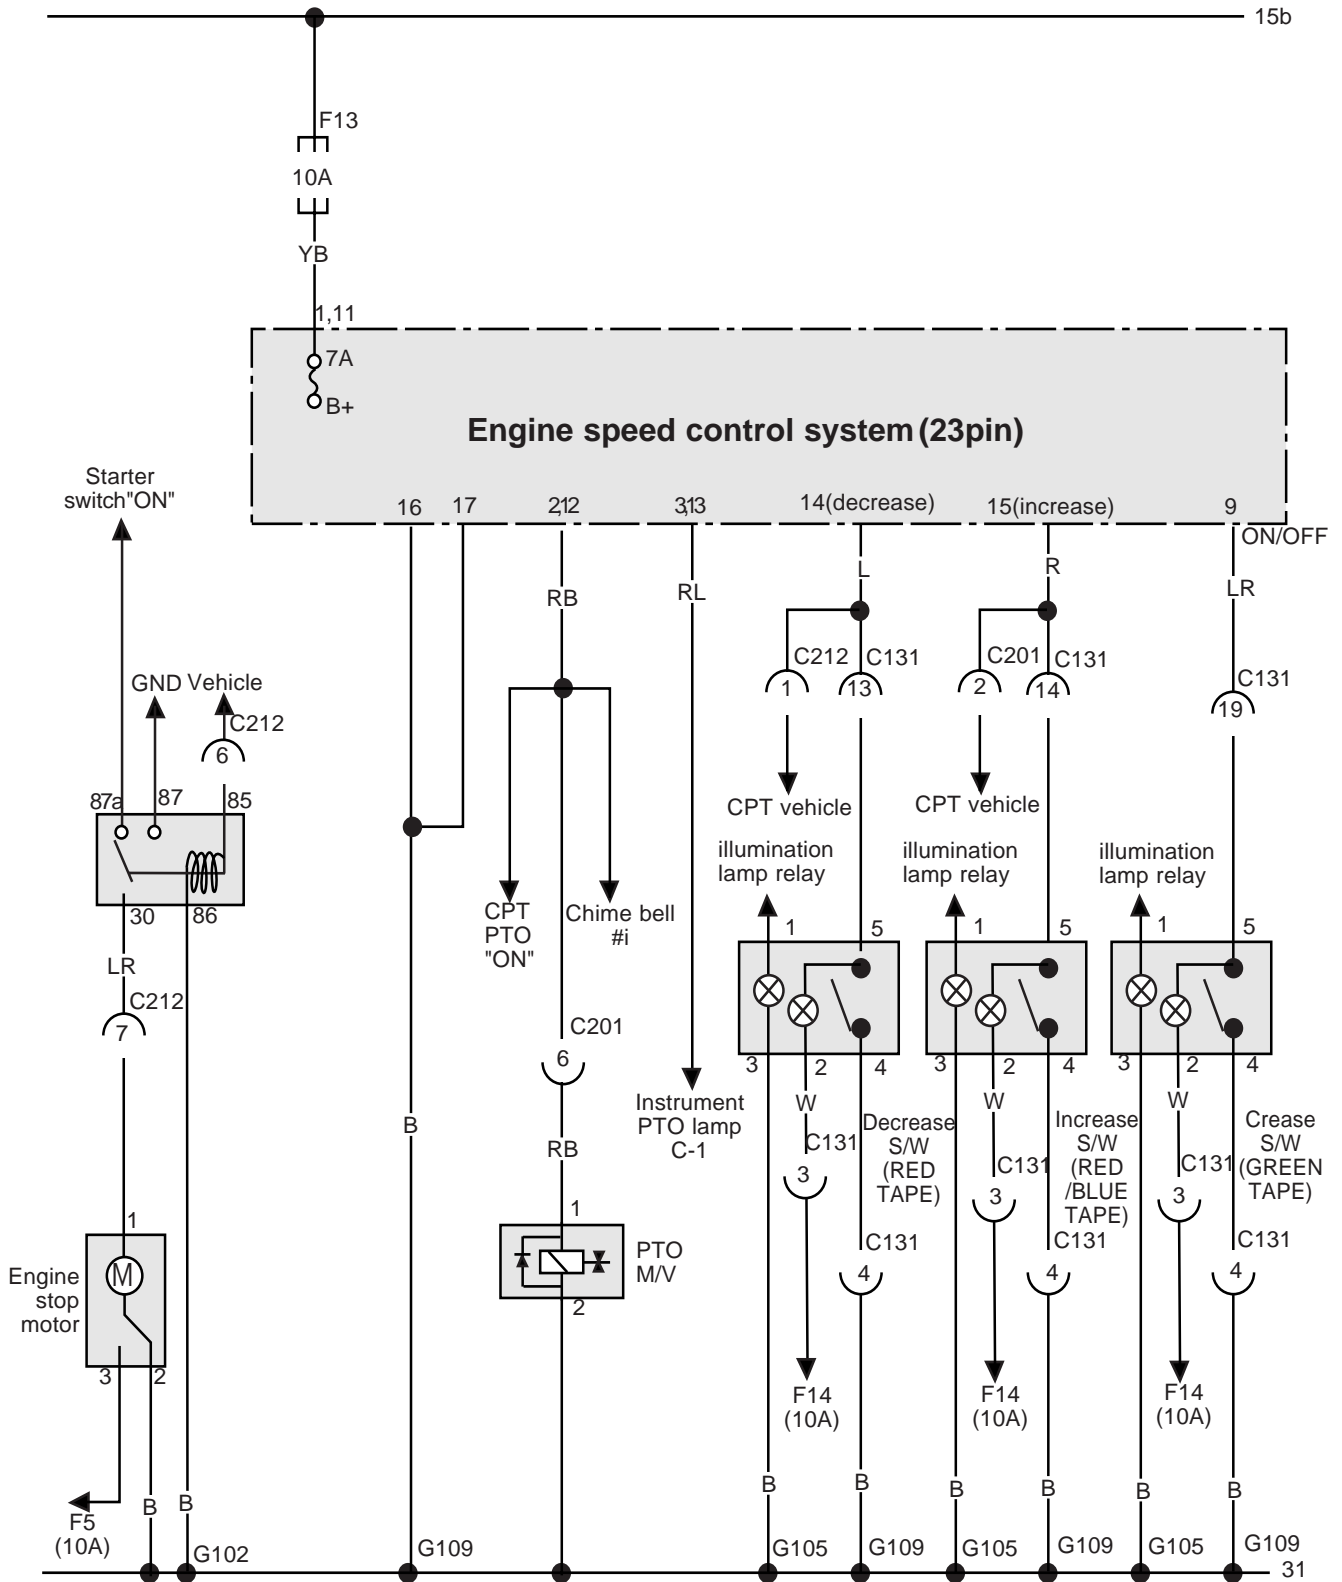 15b
F13
10A
YB
1,11
7A
B+
Engine speed control system (23pin)
Starter
switch"ON"
16
17
2,12
3,13
14(decrease)
15(increase)
9
ON/OFF
RB
RL
L
R
LR
GND Vehicle
C212
6
C212
1
C131
13
C201
2
C131
14
C131
19
87a
87
85
30
86
CPT vehicle
CPT vehicle
illumination
lamp relay
illumination
lamp relay
illumination
lamp relay
CPT
PTO
"ON"
Chime bell
#i
1
5
1
5
1
5
LR
C212
7
C201
6
3
2
4
3
2
4
3
2
4
B
Instrument
PTO lamp
C-1
RB
W
C131
3
Decrease
S/W
(RED
TAPE)
W
C131
3
Increase
S/W
(RED
/BLUE
TAPE)
W
C131
3
Crease
S/W
(GREEN
TAPE)
1
M
Engine
stop
motor
3
2
1
PTO
M/V
2
C131
4
C131
4
C131
4
F14
(10A)
F14
(10A)
F14
(10A)
F5
(10A)
B
B
B
B
B
B
B
B
G102
G109
G105
G109
G105
G109
G105
G109
31